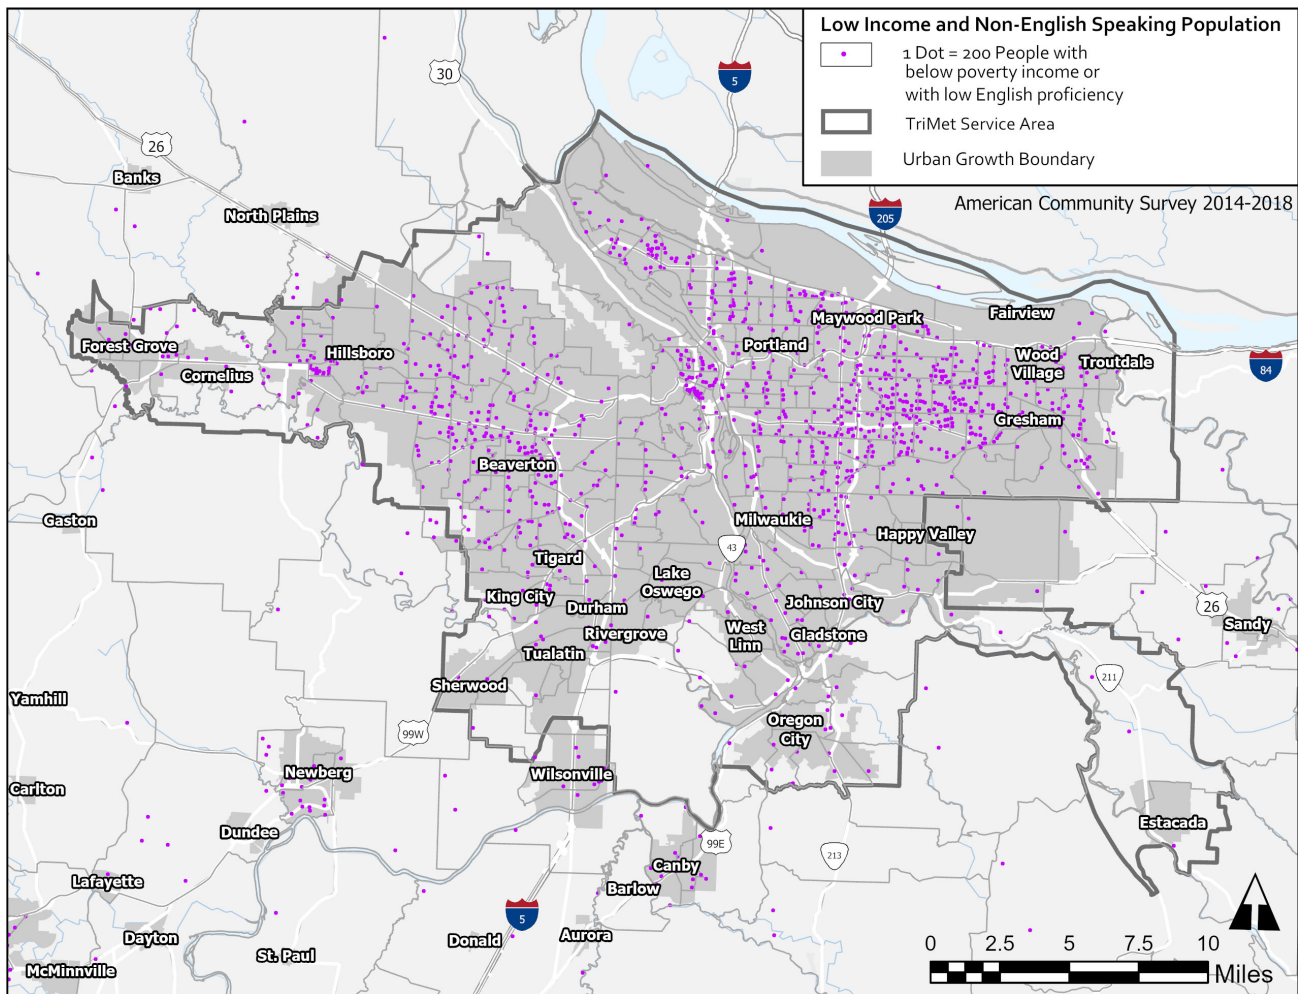 Low Income and Non-English Speaking Population
1 Dot = 200 People with
below poverty income or
with low English proficiency
TriMet Service Area
Urban Growth Boundary
American Community Survey 2014-2018
5
30
26
Banks
North Plains
205
Fairview
Maywood Park
Portland
Forest Grove
Hillsboro
Cornelius
Wood
Village
Troutdale
84
Gresham
Beaverton
Gaston
Milwaukie
Happy Valley
43
Tigard
Lake
Oswego
King City
Durham
Johnson City
26
Sandy
Rivergrove
West
Linn
Gladstone
Tualatin
Sherwood
211
Yamhill
99W
Oregon
City
Newberg
Wilsonville
Carlton
Dundee
Estacada
99E
213
Canby
Lafayette
Barlow
5
Dayton
Donald
Aurora
St. Paul
McMinnville
0 2.5 5 7.5 10
Miles